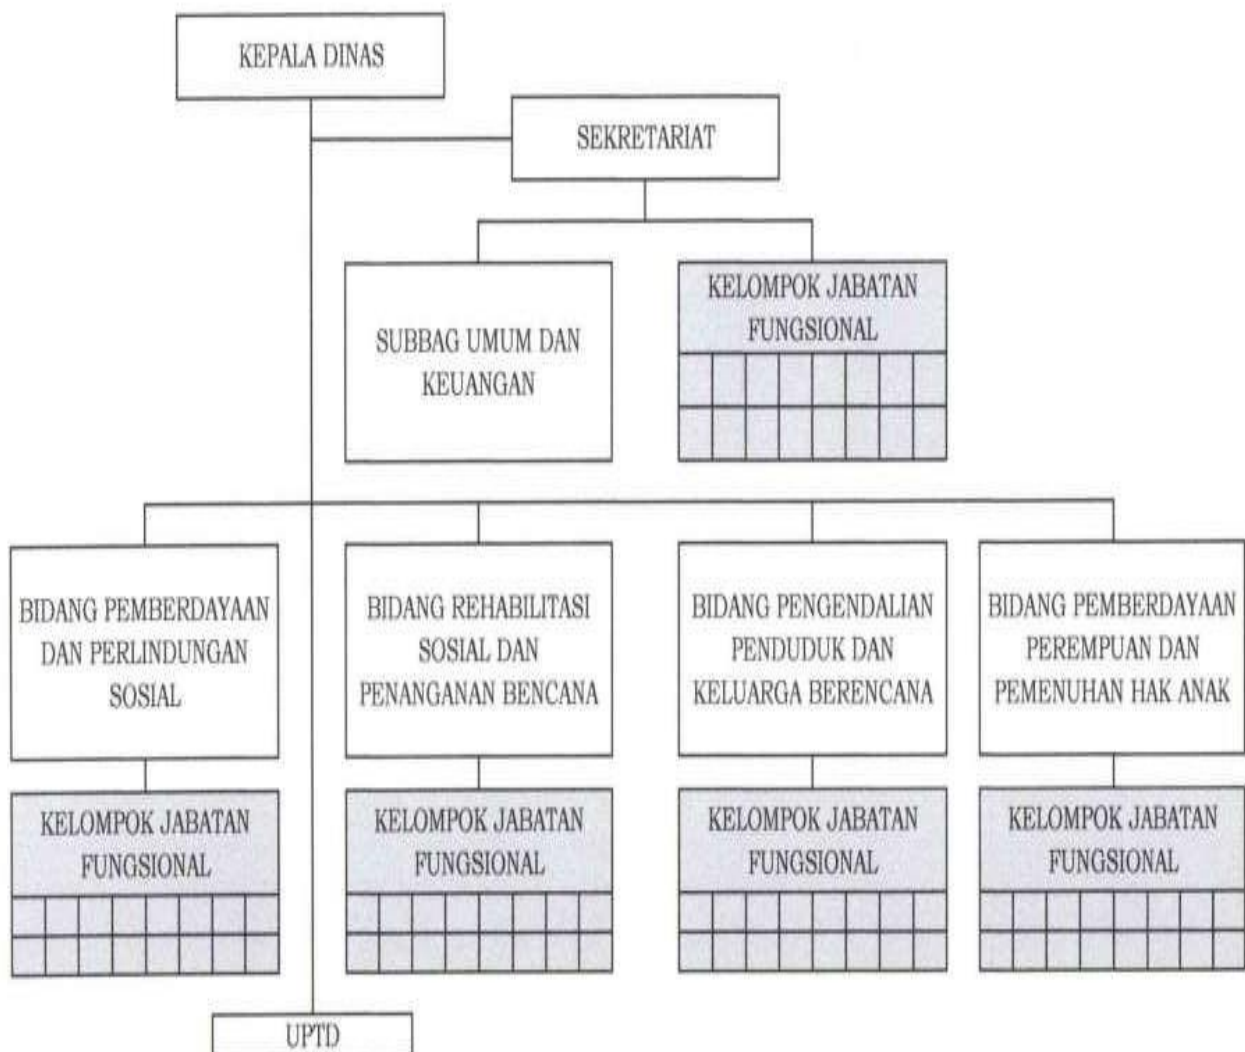 KEPALA DINAS
SEKRETARIAT
SUBBAG UMUM DAN
KEUANGAN
KELOMPOK JABATAN
FUNGSIONAL
BIDANG PEMBERDAYAAN
DAN PERLINDUNGAN
SOSIAL
BIDANG REHABILITASI
SOSIAL DAN
PENANGANAN BENCANA
BIDANG PENGENDALIAN
PENDUDUK DAN
KELUARGA BERENCANA
BIDANG PEMBERDAYAAN
PEREMPUAN DAN
PEMENUHAN HAK ANAK
KELOMPOK JABATAN
FUNGSIONAL
KELOMPOK JABATAN
FUNGSIONAL
KELOMPOK JABATAN
FUNGSIONAL
KELOMPOK JABATAN
FUNGSIONAL
UPTD